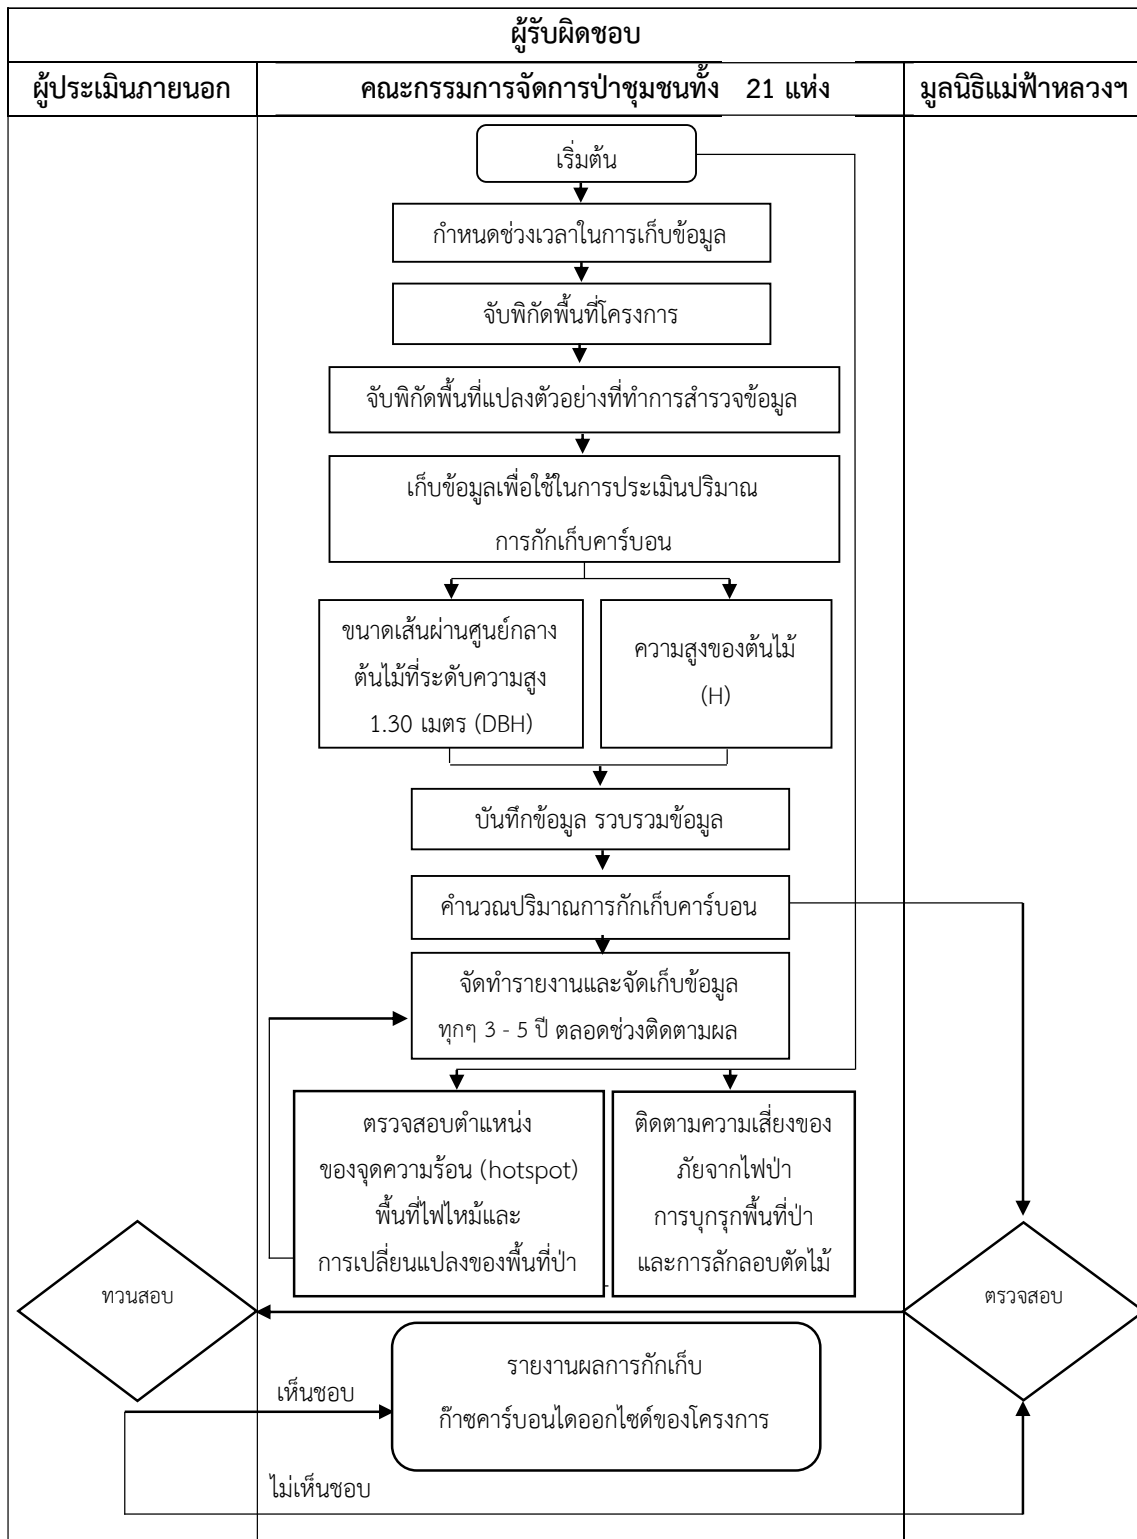 ผู้รับผิดชอบ
ผู้ประเมินภายนอก
คณะกรรมการจัดการป่าชุมชนทั้ง 21 แห่ง
มูลนิธิแม่ฟ้าหลวงฯ
เริ่มต้น
กำหนดช่วงเวลาในการเก็บข้อมูล
จับพิกัดพื้นที่โครงการ
จับพิกัดพื้นที่แปลงตัวอย่างที่ทำการสำรวจข้อมูล
เก็บข้อมูลเพื่อใช้ในการประเมินปริมาณ
การกักเก็บคาร์บอน
ขนาดเส้นผ่านศูนย์กลาง
ต้นไม้ที่ระดับความสูง
1.30 เมตร (DBH)
ความสูงของต้นไม้
(H)
บันทึกข้อมูล รวบรวมข้อมูล
คำนวณปริมาณการกักเก็บคาร์บอน
จัดทำรายงานและจัดเก็บข้อมูล
ทุกๆ 3 - 5 ปี ตลอดช่วงติดตามผล
ตรวจสอบตำแหน่ง
ของจุดความร้อน (hotspot)
พื้นที่ไฟไหม้และ
การเปลี่ยนแปลงของพื้นที่ป่า
ติดตามความเสี่ยงของ
ภัยจากไฟป่า
การบุกรุกพื้นที่ป่า
และการลักลอบตัดไม้
ทวนสอบ
ตรวจสอบ
รายงานผลการกักเก็บ
ก๊าซคาร์บอนไดออกไซด์ของโครงการ
เห็นชอบ
ไม่เห็นชอบ